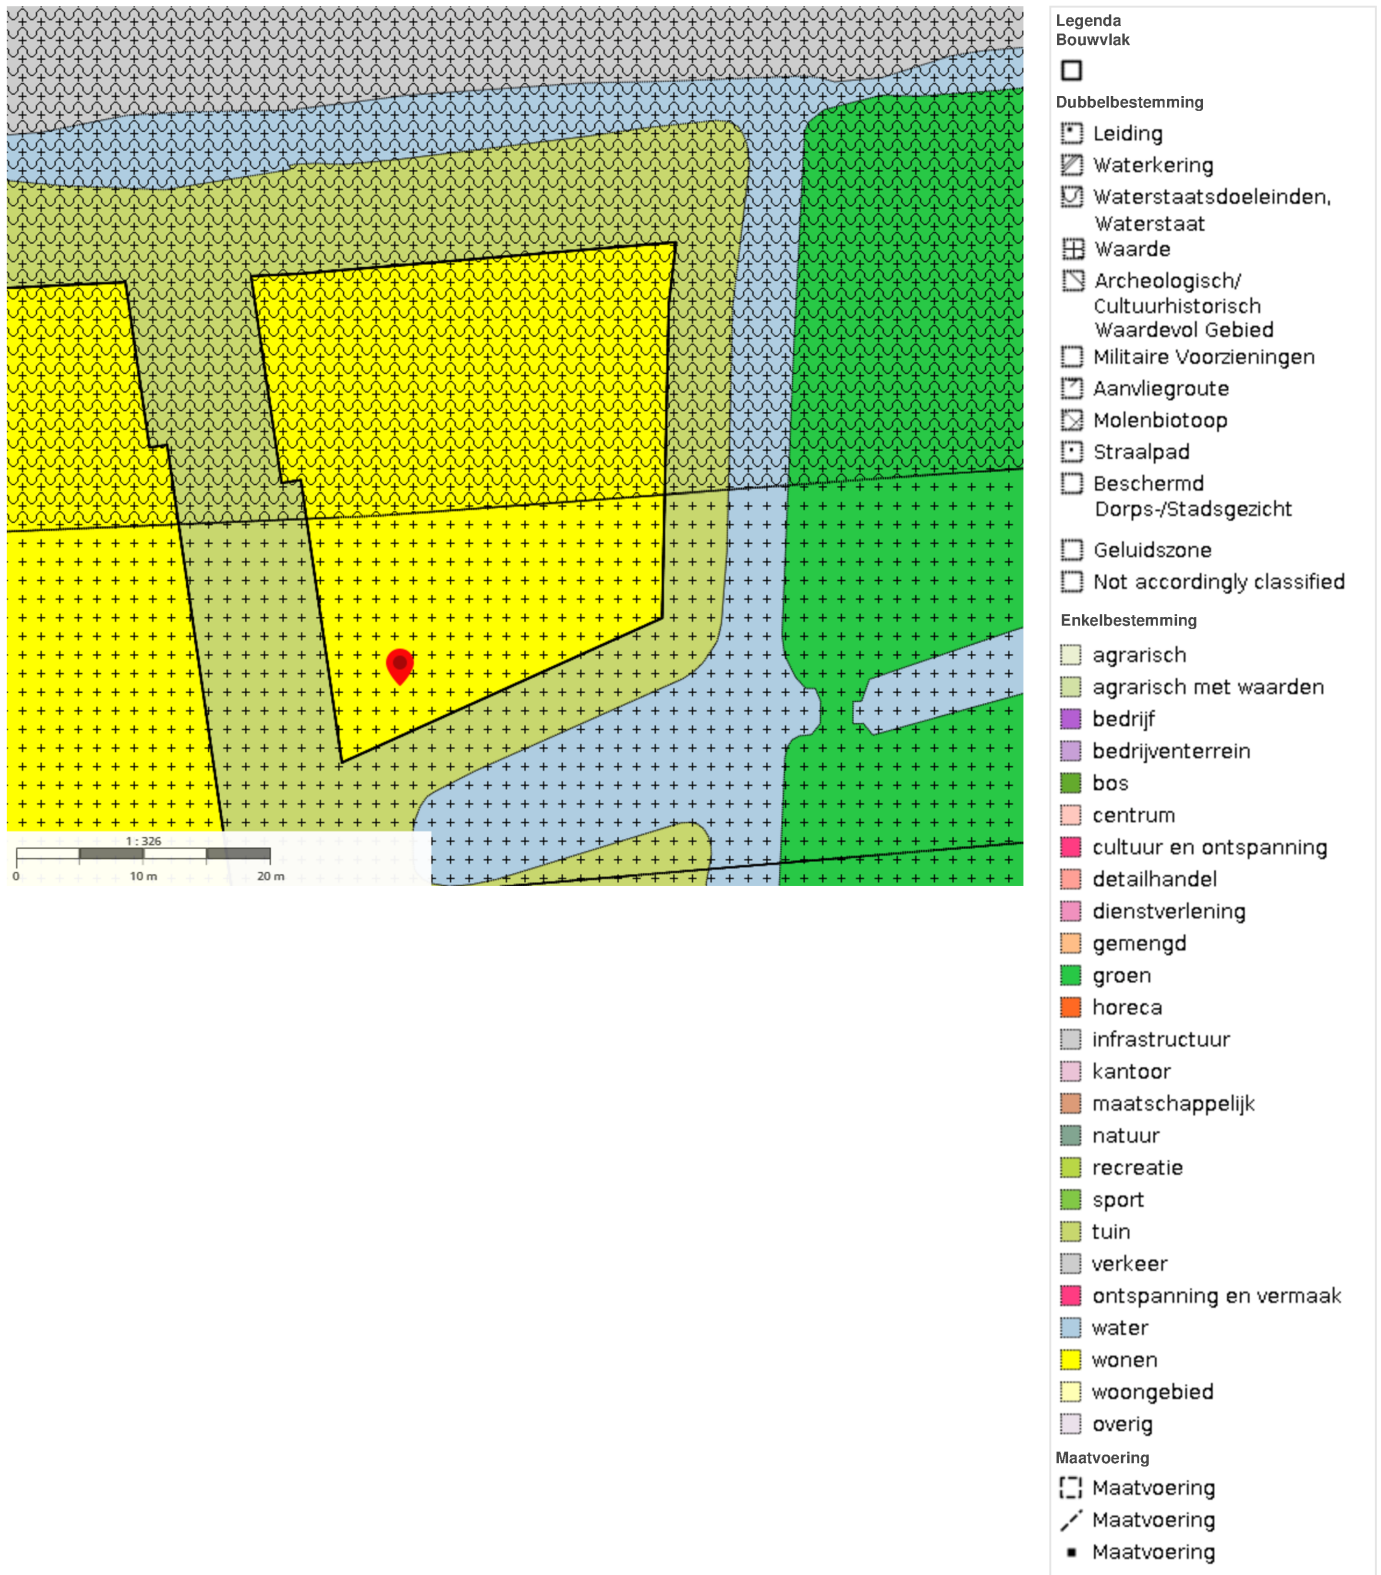 1 : 326
0 10 m 20 m
Legenda
Bouwvlak
Dubbelbestemming
Leiding
Waterkering
Waterstaatsdoeleinden,
Waterstaat
Waarde
Archeologisch/
Cultuurhistorisch
Waardevol Gebied
Militaire Voorzieningen
Aanvliegroute
Molenbiotoop
Straalpad
Beschermd
Dorps-/Stadsgezicht
Geluidszone
Not accordingly classified
Enkelbestemming
agrarisch
agrarisch met waarden
bedrijf
bedrijventerrein
bos
centrum
cultuur en ontspanning
detailhandel
dienstverlening
gemengd
groen
horeca
infrastructuur
kantoor
maatschappelijk
natuur
recreatie
sport
tuin
verkeer
ontspanning en vermaak
water
wonen
woongebied
overig
Maatvoering
Maatvoering
Maatvoering
Maatvoering